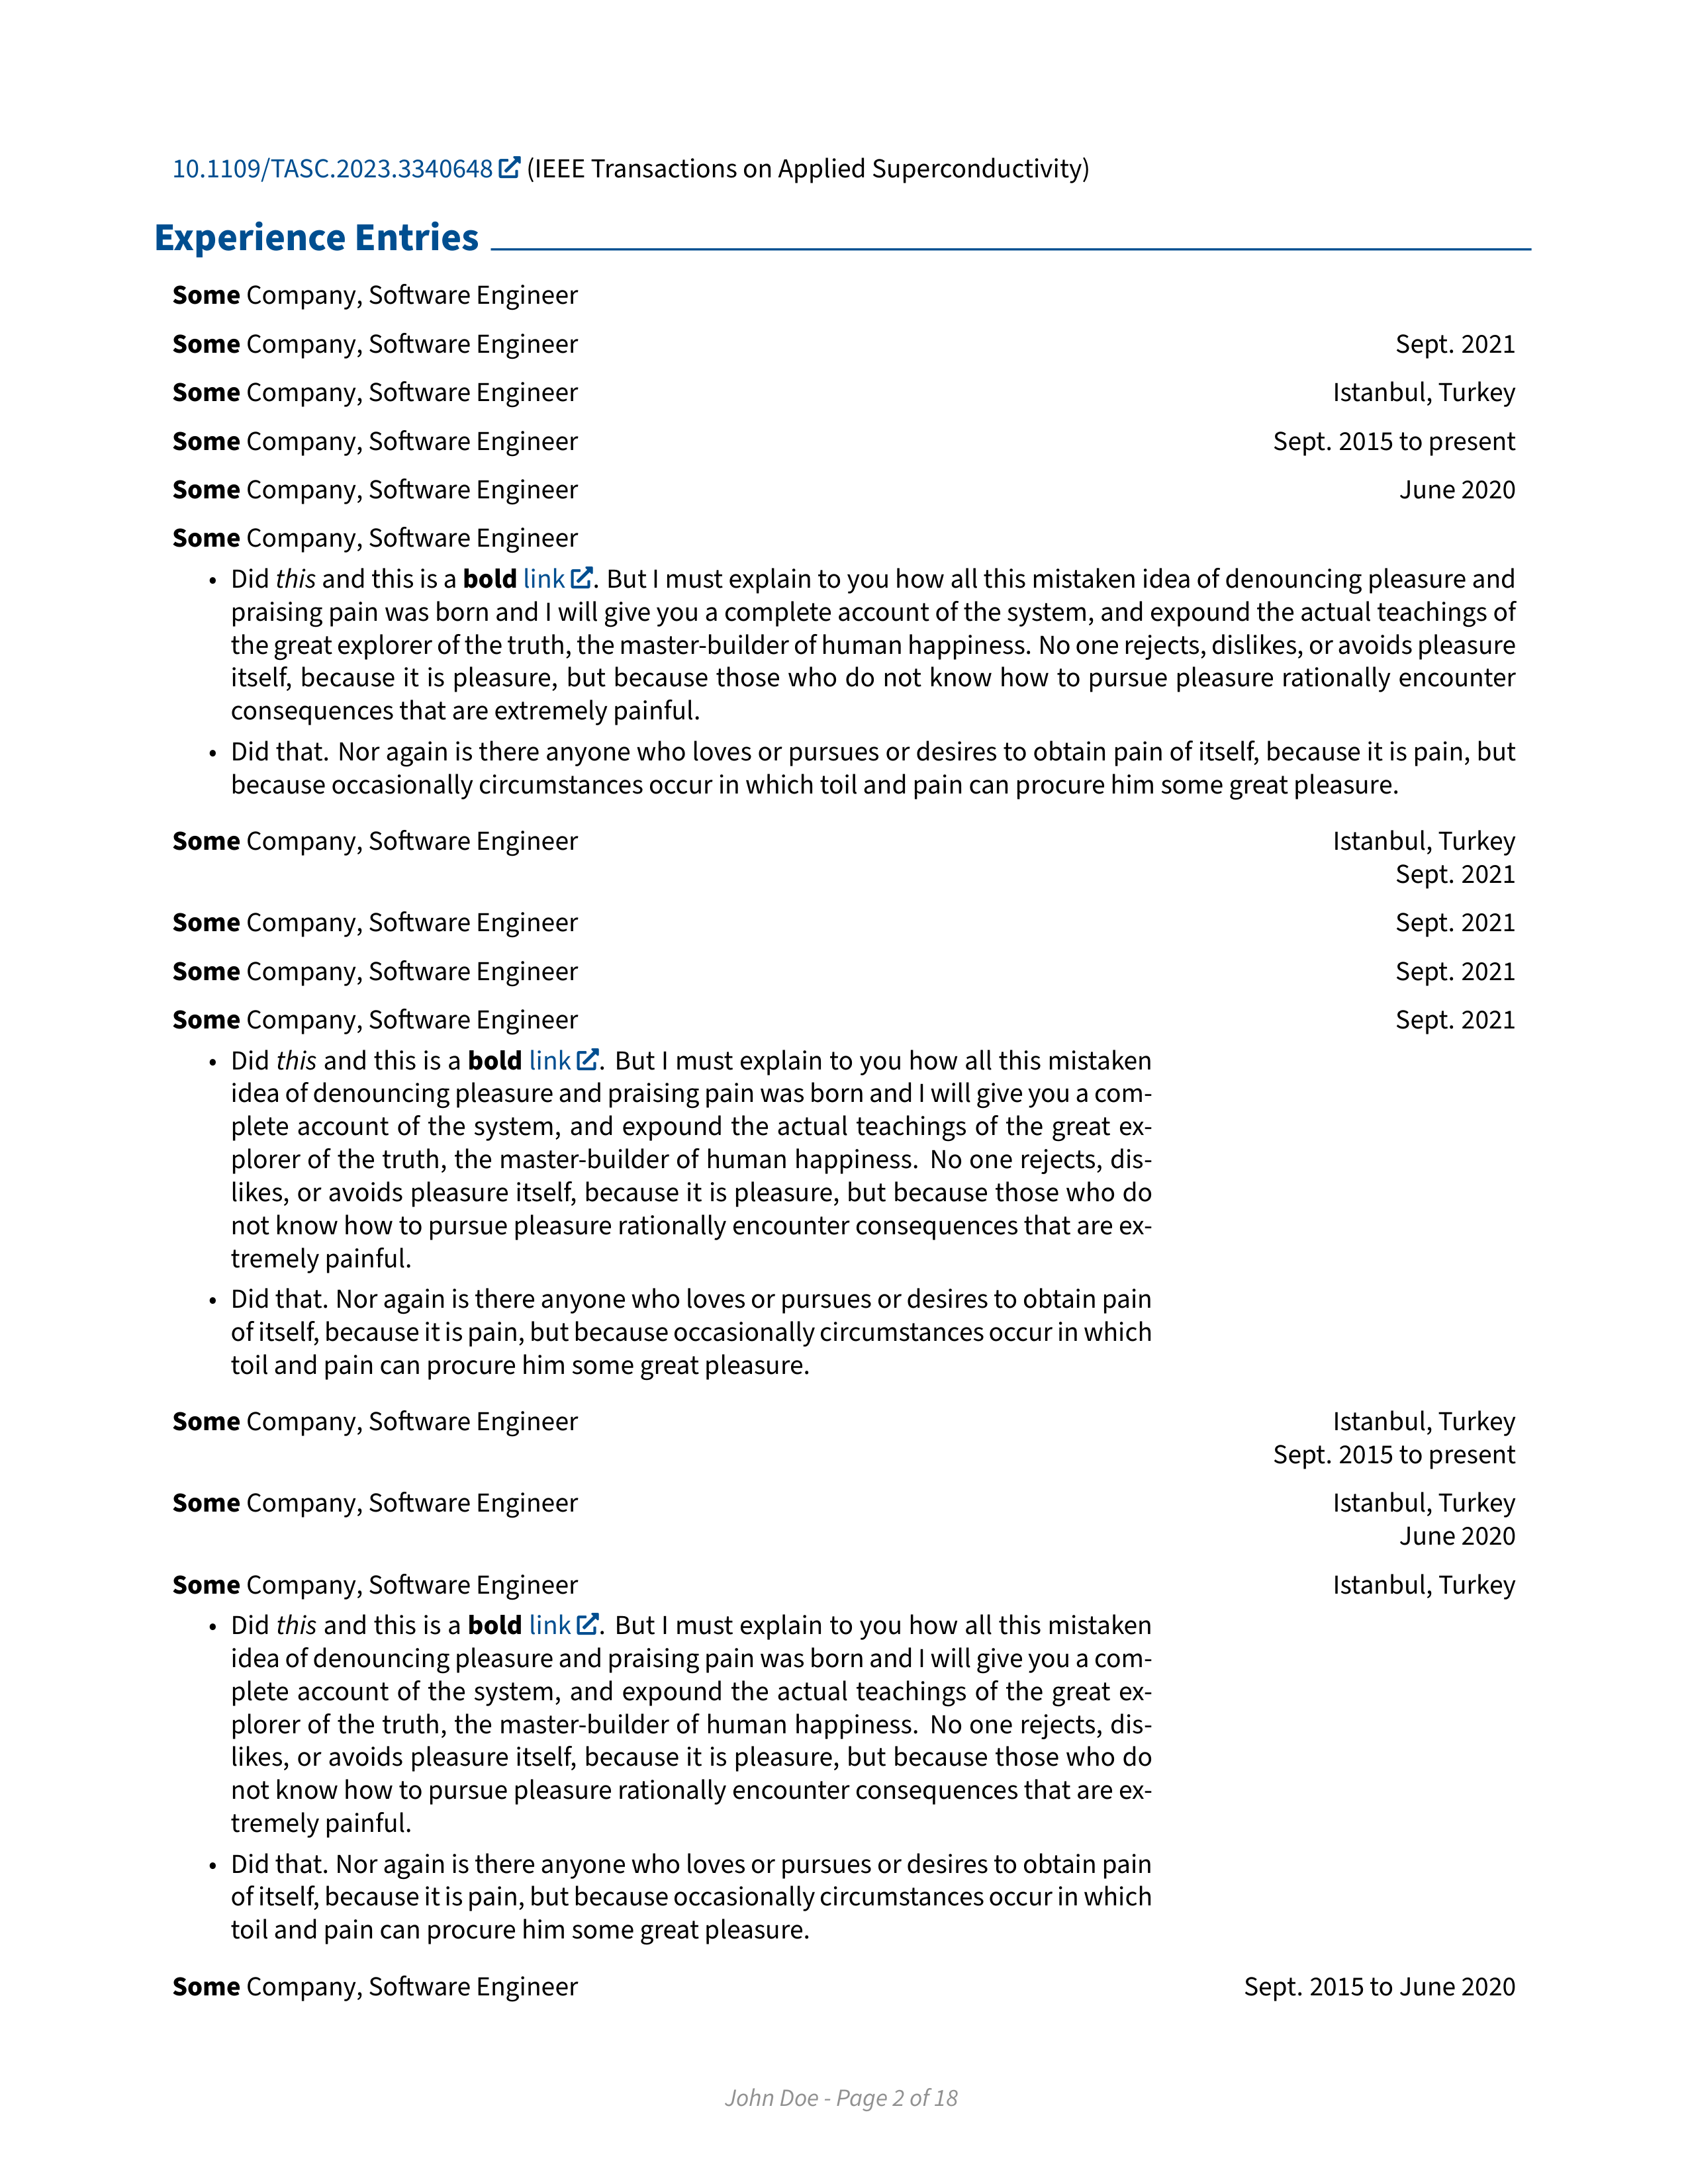 10.1109/TASC.2023.3340648 (IEEE Transactions on Applied Superconductivity)
Experience Entries
Some Company, Software Engineer
Some Company, Software Engineer Sept. 2021
Some Company, Software Engineer Istanbul, Turkey
Some Company, Software Engineer Sept. 2015 to present
Some Company, Software Engineer June 2020
Some Company, Software Engineer
• Did this and this is a bold link. But I must explain to you how all this mistaken idea of denouncing pleasure and
praising pain was born and I will give you a complete account of the system, and expound the actual teachings of
the great explorer of the truth, the master-builder of human happiness. No one rejects, dislikes, or avoids pleasure
itself, because it is pleasure, but because those who do not know how to pursue pleasure rationally encounter
consequences that are extremely painful.
• Did that. Nor again is there anyone who loves or pursues or desires to obtain pain of itself, because it is pain, but
because occasionally circumstances occur in which toil and pain can procure him some great pleasure.
Some Company, Software Engineer Istanbul, Turkey
Sept. 2021
Some Company, Software Engineer Sept. 2021
Some Company, Software Engineer Sept. 2021
Some Company, Software Engineer Sept. 2021
• Did this and this is a bold link. But I must explain to you how all this mistaken
idea of denouncing pleasure and praising pain was born and I will give you a com-
plete account of the system, and expound the actual teachings of the great ex-
plorer of the truth, the master-builder of human happiness. No one rejects, dis-
likes, or avoids pleasure itself, because it is pleasure, but because those who do
not know how to pursue pleasure rationally encounter consequences that are ex-
tremely painful.
• Did that. Nor again is there anyone who loves or pursues or desires to obtain pain
of itself, because it is pain, but because occasionally circumstances occur in which
toil and pain can procure him some great pleasure.
Some Company, Software Engineer Istanbul, Turkey
Sept. 2015 to present
Some Company, Software Engineer Istanbul, Turkey
June 2020
Some Company, Software Engineer Istanbul, Turkey
• Did this and this is a bold link. But I must explain to you how all this mistaken
idea of denouncing pleasure and praising pain was born and I will give you a com-
plete account of the system, and expound the actual teachings of the great ex-
plorer of the truth, the master-builder of human happiness. No one rejects, dis-
likes, or avoids pleasure itself, because it is pleasure, but because those who do
not know how to pursue pleasure rationally encounter consequences that are ex-
tremely painful.
• Did that. Nor again is there anyone who loves or pursues or desires to obtain pain
of itself, because it is pain, but because occasionally circumstances occur in which
toil and pain can procure him some great pleasure.
Some Company, Software Engineer Sept. 2015 to June 2020
John Doe - Page 2 of 18